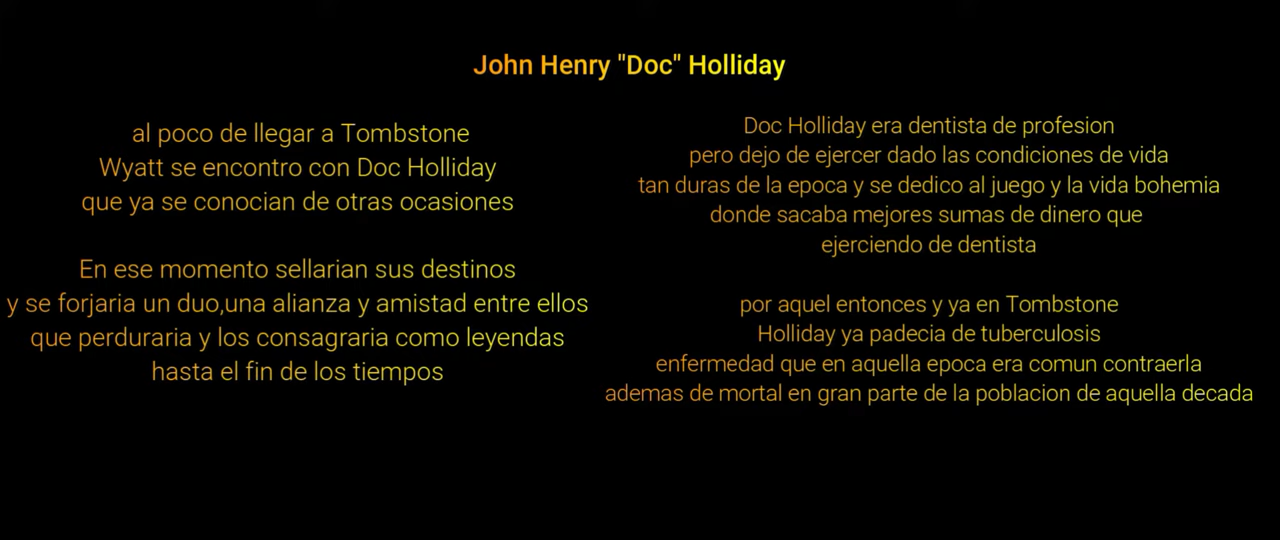 John Henry "Doc" Holliday
al poco de llegar a Tombstone
Wyatt se encontro con Doc Holliday
que ya se conocian de otras ocasiones
En ese momento sellarian sus destinos
y se forjaria un duo,una alianza y amistad entre ellos
que perduraria y los consagraria como leyendas
hasta el fin de los tiempos
Doc Holliday era dentista de profesion
pero dejo de ejercer dado las condiciones de vida
tan duras de la epoca y se dedico al juego y la vida bohemia
donde sacaba mejores sumas de dinero que
ejerciendo de dentista
por aquel entonces y ya en Tombstone
Holliday ya padecia de tuberculosis
enfermedad que en aquella epoca era comun contraerla
ademas de mortal en gran parte de la poblacion de aquella decada